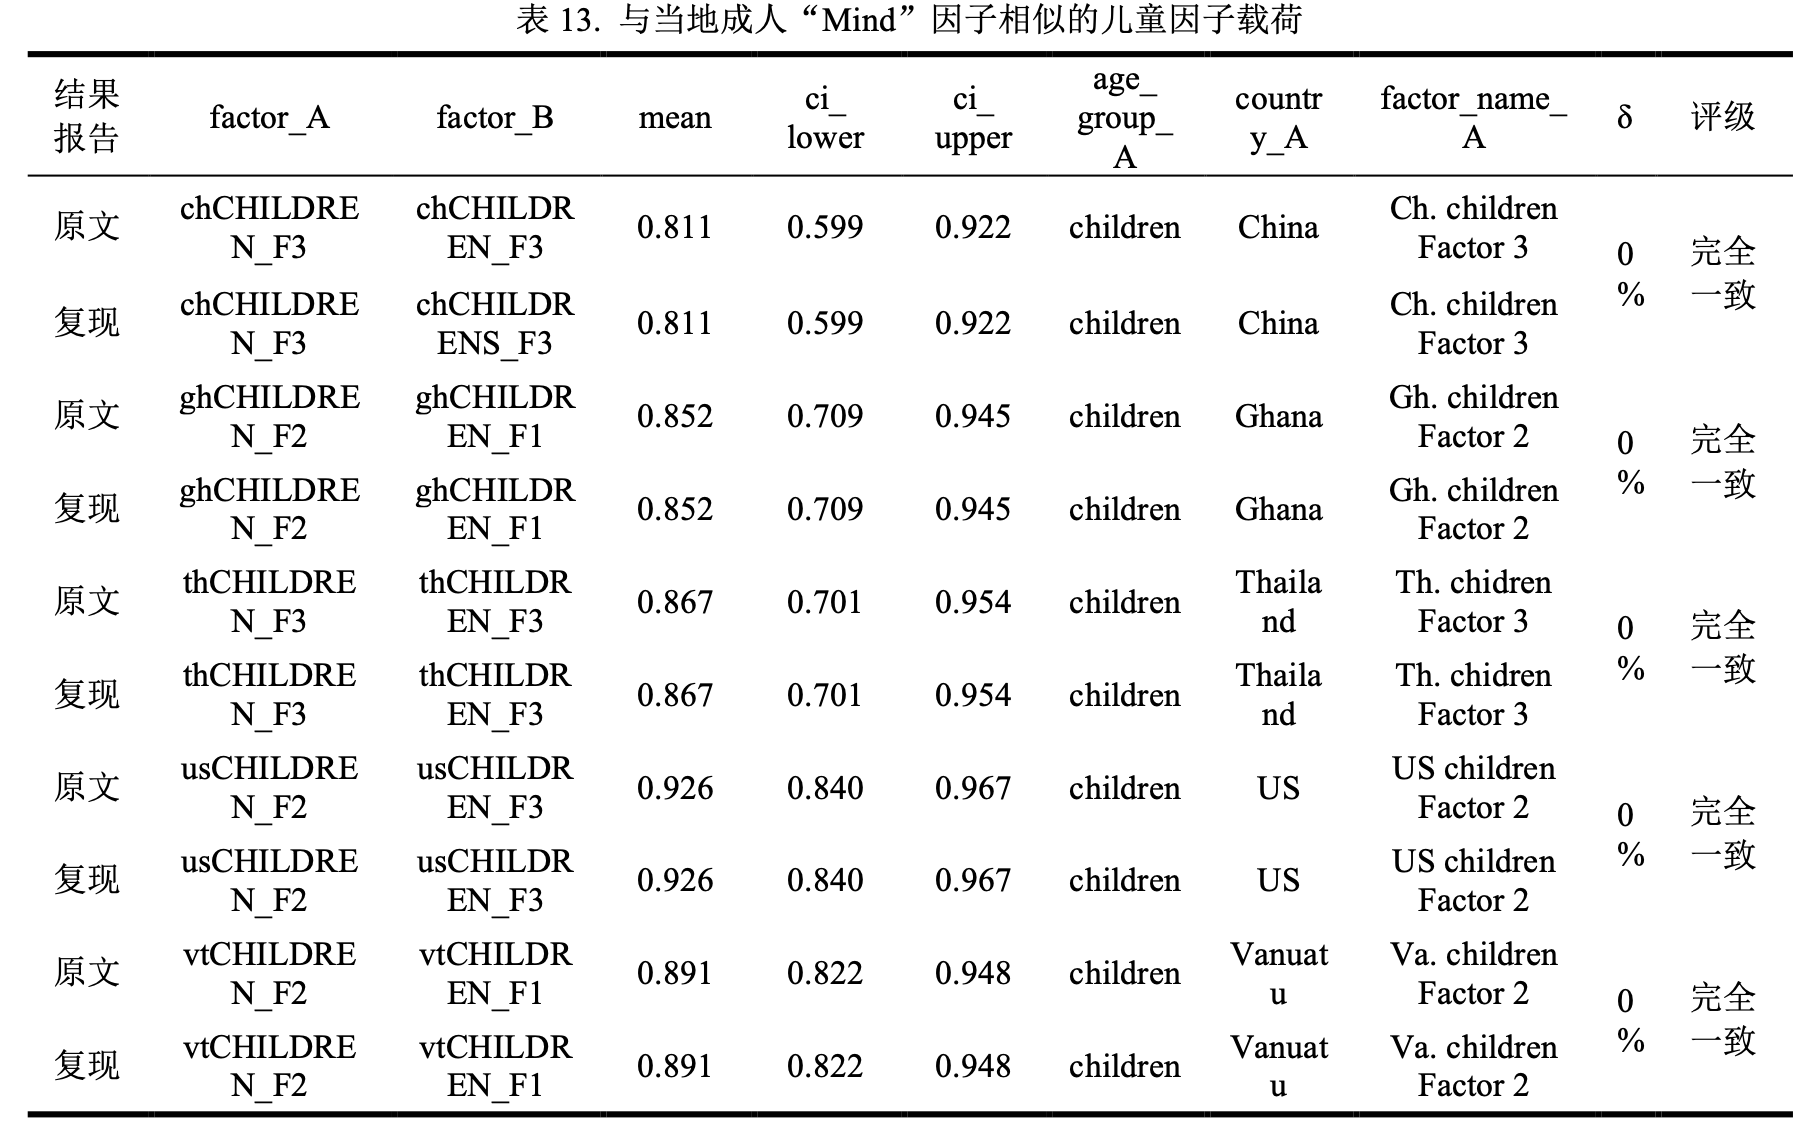 表 13. 与当地成人“Mind”因子相似的儿童因子载荷
结果报告 factor_A factor_B mean ci_lower ci_upper age_group_A country_A factor_name_A δ 评级
原文 chCHILDREN_F3 chCHILDREN_F3 0.811 0.599 0.922 children China Ch. children Factor 3 0% 完全一致
复现 chCHILDREN_F3 chCHILDRENS_F3 0.811 0.599 0.922 children China Ch. children Factor 3
原文 ghCHILDREN_F2 ghCHILDREN_F1 0.852 0.709 0.945 children Ghana Gh. children Factor 2 0% 完全一致
复现 ghCHILDREN_F2 ghCHILDREN_F1 0.852 0.709 0.945 children Ghana Gh. children Factor 2
原文 thCHILDREN_F3 thCHILDREN_F3 0.867 0.701 0.954 children Thailand Th. chidren Factor 3 0% 完全一致
复现 thCHILDREN_F3 thCHILDREN_F3 0.867 0.701 0.954 children Thailand Th. chidren Factor 3
原文 usCHILDREN_F2 usCHILDREN_F3 0.926 0.840 0.967 children US US children Factor 2 0% 完全一致
复现 usCHILDREN_F2 usCHILDREN_F3 0.926 0.840 0.967 children US US children Factor 2
原文 vtCHILDREN_F2 vtCHILDREN_F1 0.891 0.822 0.948 children Vanuatu Va. children Factor 2 0% 完全一致
复现 vtCHILDREN_F2 vtCHILDREN_F1 0.891 0.822 0.948 children Vanuatu Va. children Factor 2